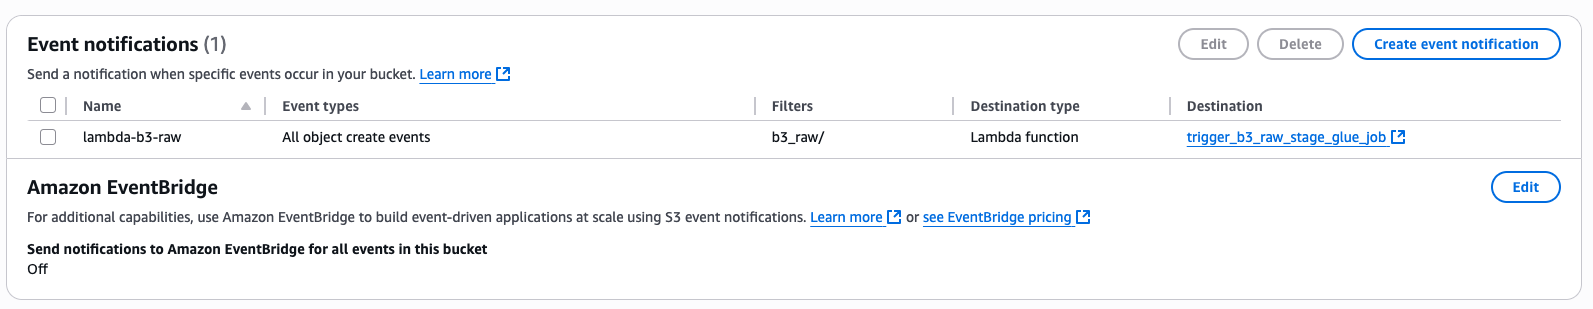 Event notifications (1)
Edit
Delete
Create event notification
Send a notification when specific events occur in your bucket. Learn more
Name Event types Filters Destination type Destination
lambda-b3-raw All object create events b3_raw/ Lambda function trigger_b3_raw_stage_glue_job
Amazon EventBridge
Edit
For additional capabilities, use Amazon EventBridge to build event-driven applications at scale using S3 event notifications. Learn more or see EventBridge pricing
Send notifications to Amazon EventBridge for all events in this bucket
Off